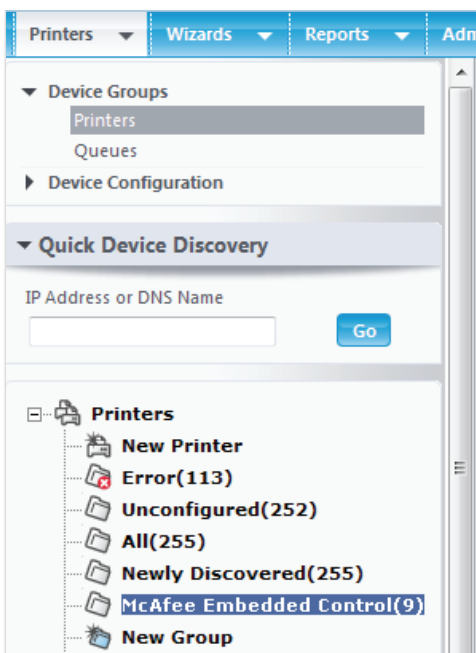 Printers Wizards Reports Adm
Device Groups
Printers
Queues
Device Configuration
Quick Device Discovery
IP Address or DNS Name
Go
Printers
New Printer
Error(113)
Unconfigured(252)
All(255)
Newly Discovered(255)
McAfee Embedded Control(9)
New Group